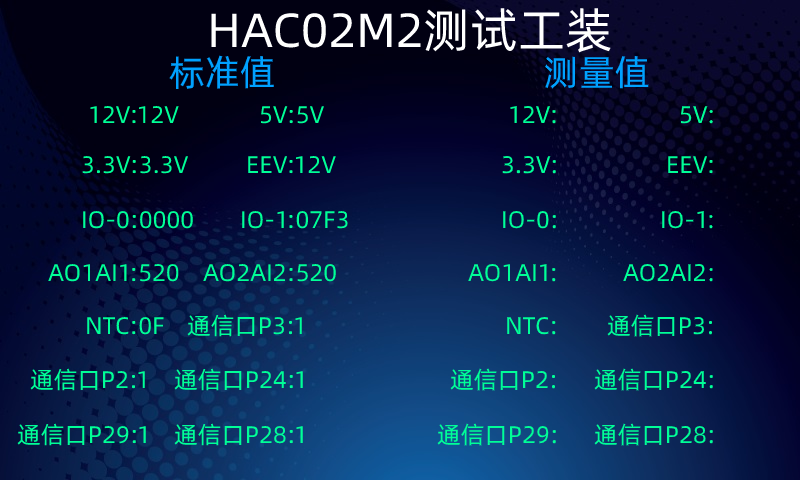 HAC02M2测试工装
标准值 测量值
12V:12V 5V:5V 12V: 5V:
3.3V:3.3V EEV:12V 3.3V: EEV:
IO-0:0000 IO-1:07F3 IO-0: IO-1:
AO1AI1:520 AO2AI2:520 AO1AI1: AO2AI2:
NTC:0F 通信口P3:1 NTC: 通信口P3:
通信口P2:1 通信口P24:1 通信口P2: 通信口P24:
通信口P29:1 通信口P28:1 通信口P29: 通信口P28: